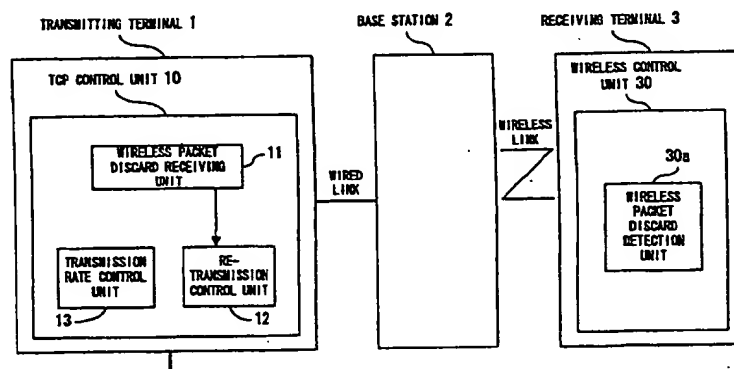 TRANSMITTING TERMINAL 1
BASE STATION 2
RECEIVING TERMINAL 3
TCP CONTROL UNIT 10
WIRELESS CONTROL
UNIT 30
WIRELESS PACKET
DISCARD RECEIVING
UNIT
11
WIRED
LINK
WIRELESS
LINK
30a
WIRELESS
PACKET
DISCARD
DETECTION
UNIT
TRANSMISSION
RATE CONTROL
UNIT
13
RE-
TRANSMISSION
CONTROL UNIT
12